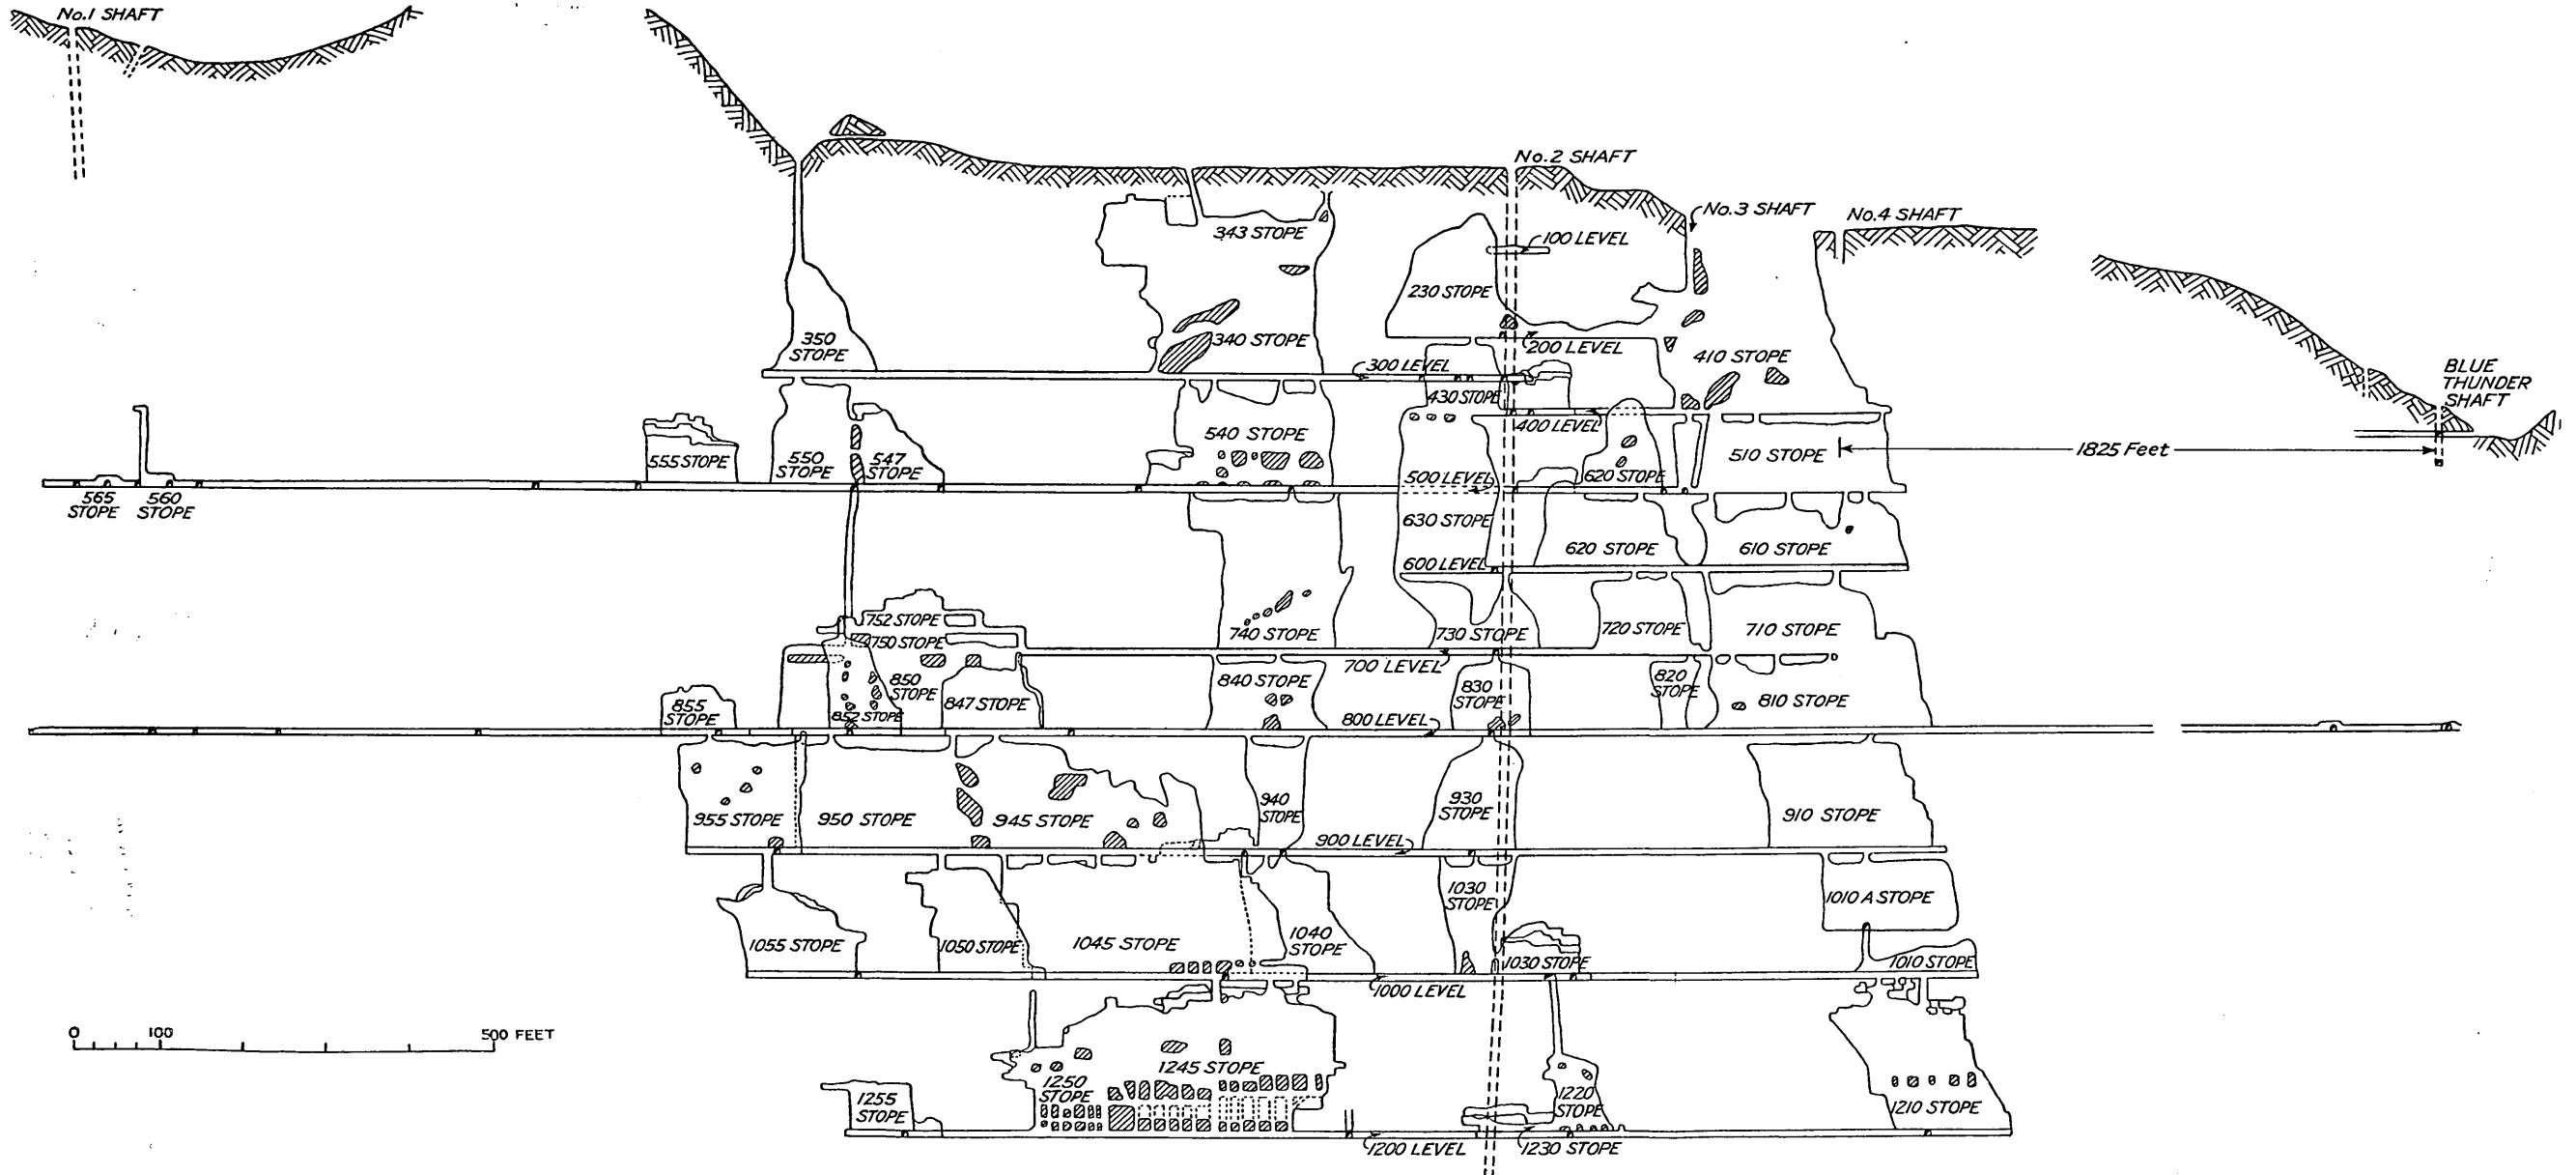 No.1 SHAFT
No.2 SHAFT
No.3 SHAFT
No.4 SHAFT
343 STOPE
100 LEVEL
230 STOPE
350
STOPE
340 STOPE
200 LEVEL
410 STOPE
300 LEVEL
BLUE
THUNDER
SHAFT
430 STOPE
400 LEVEL
555 STOPE
550
STOPE
547
STOPE
540 STOPE
500 LEVEL
620 STOPE
510 STOPE
1825 Feet
565
STOPE
560
STOPE
630 STOPE
620 STOPE
610 STOPE
600 LEVEL
752 STOPE
750 STOPE
740 STOPE
730 STOPE
720 STOPE
710 STOPE
700 LEVEL
855
STOPE
850
STOPE
852 STOPE
847 STOPE
840 STOPE
830
STOPE
820
STOPE
810 STOPE
800 LEVEL
955 STOPE
950 STOPE
945 STOPE
940
STOPE
930
STOPE
910 STOPE
900 LEVEL
1030
STOPE
1010 A STOPE
1055 STOPE
1050 STOPE
1045 STOPE
1040
STOPE
1030 STOPE
1010 STOPE
1000 LEVEL
0 100 500 FEET
1255
STOPE
1250
STOPE
1245 STOPE
1220
STOPE
1210 STOPE
1200 LEVEL
1230 STOPE